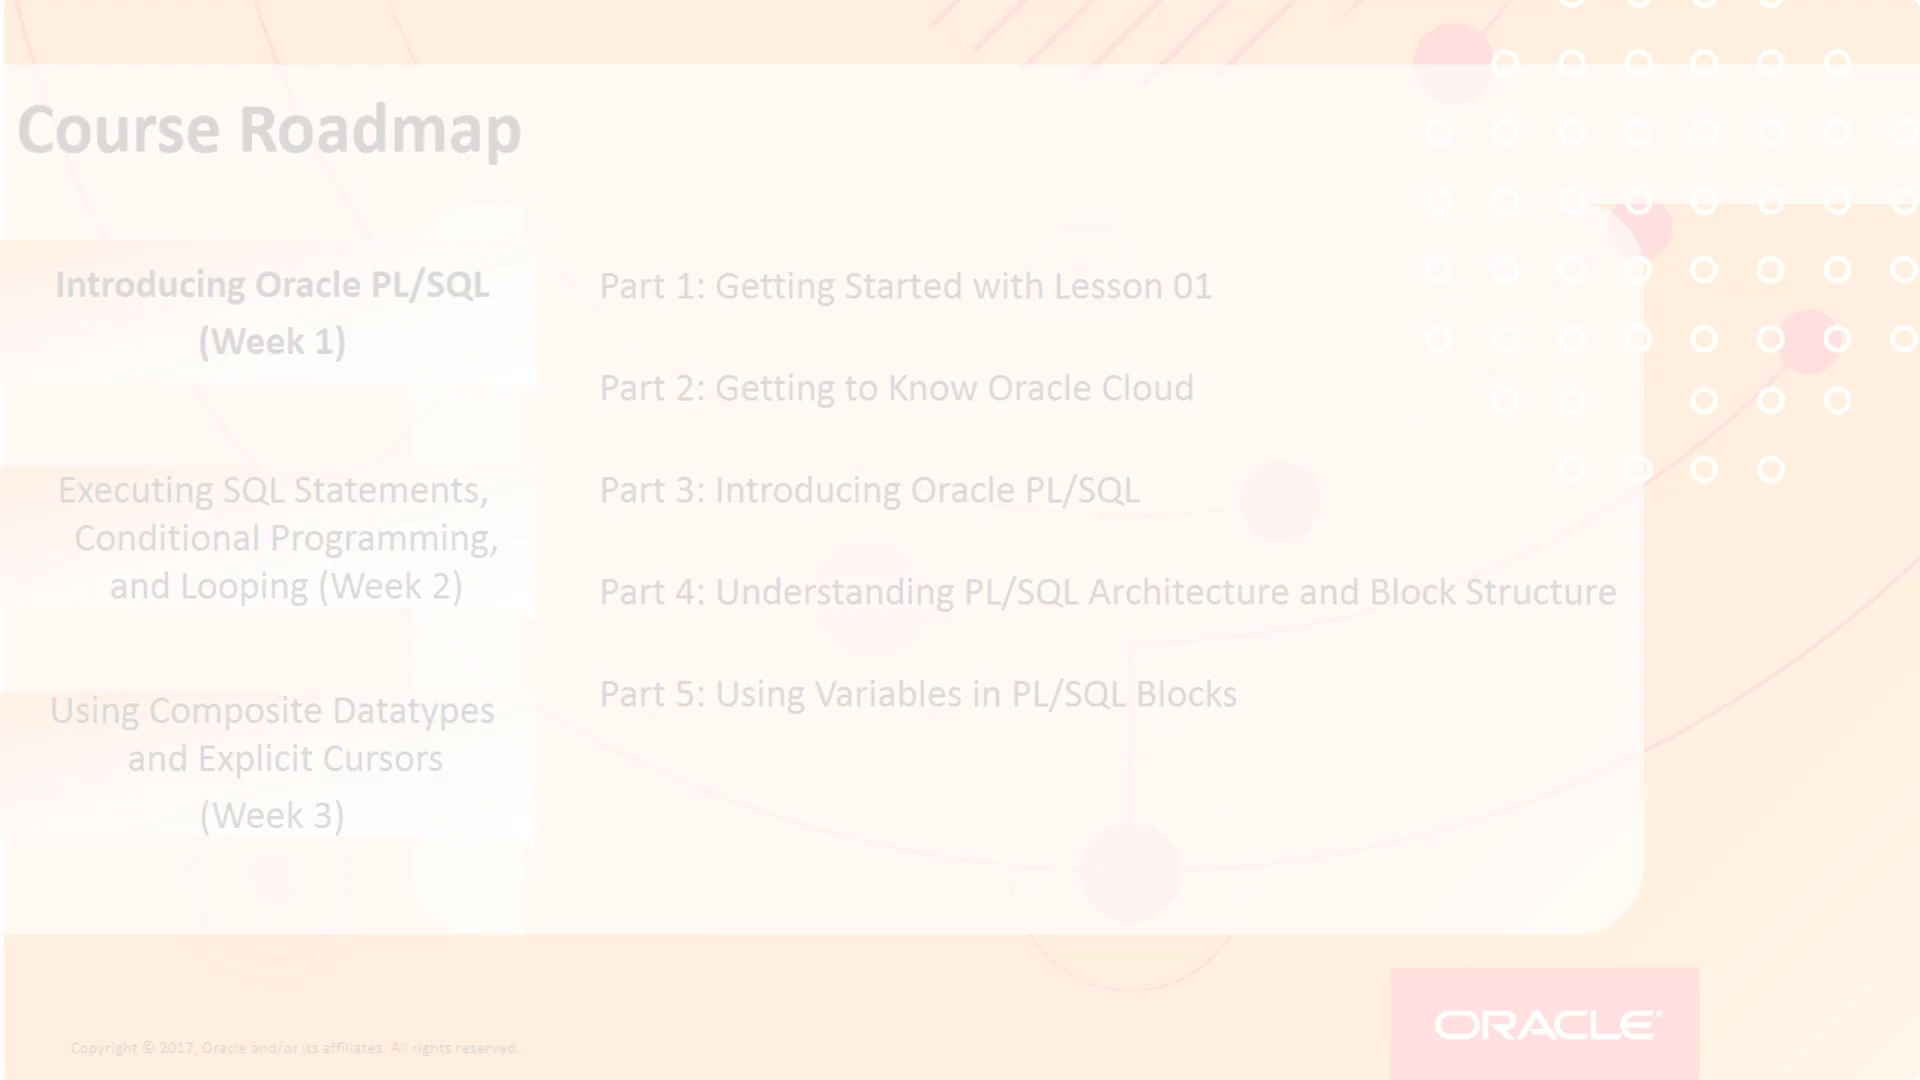 Course Roadmap
Introducing Oracle PL/SQL
(Week 1)
Executing SQL Statements,
Conditional Programming,
and Looping (Week 2)
Using Composite Datatypes
and Explicit Cursors
(Week 3)
Part 1: Getting Started with Lesson 01
Part 2: Getting to Know Oracle Cloud
Part 3: Introducing Oracle PL/SQL
Part 4: Understanding PL/SQL Architecture and Block Structure
Part 5: Using Variables in PL/SQL Blocks
Copyright © 2017, Oracle and/or its affiliates. All rights reserved.
ORACLE®